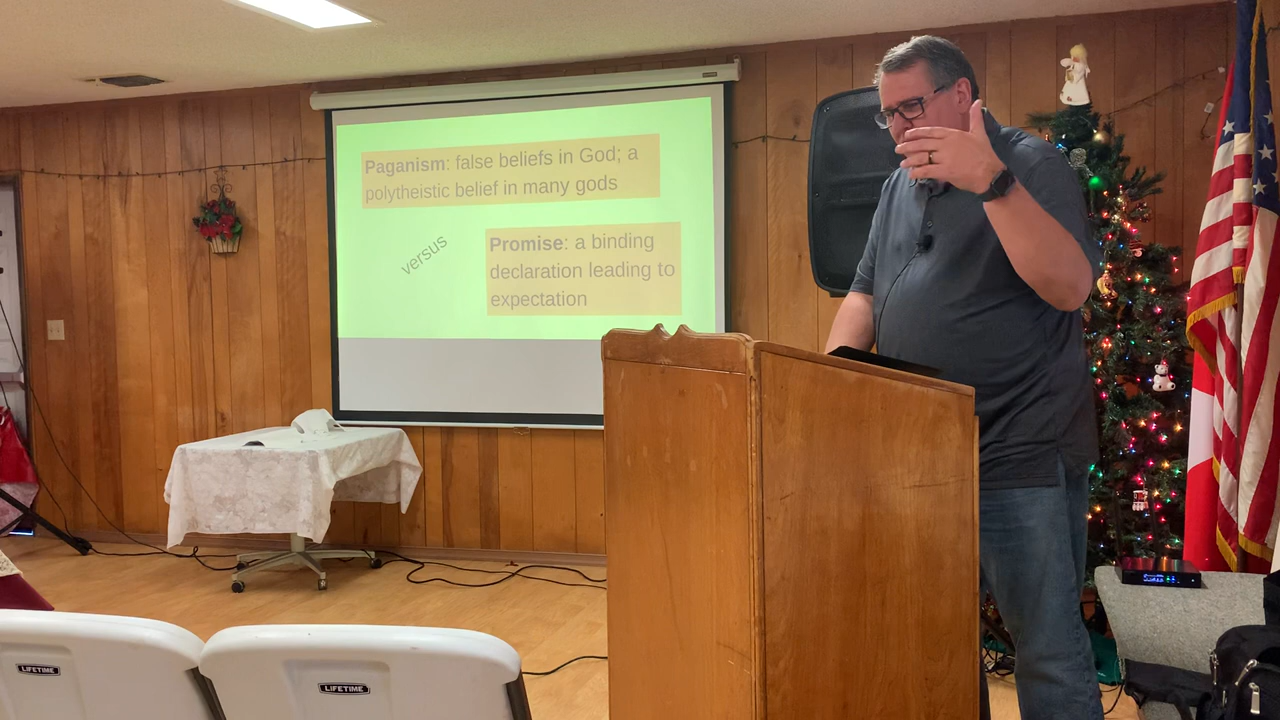 Paganism: false beliefs in God; a
polytheistic belief in many gods
versus
Promise: a binding
declaration leading to
expectation
LIFETIME
LIFETIME